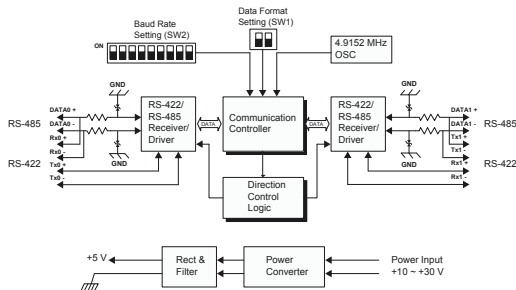 Baud Rate
Setting (SW2)
Data Format
Setting (SW1)
4.9152 MHz
OSC
ON
GND
GND
DATA0 +
DATA0 -
Rx0 +
Rx0 -
Tx0 +
Tx0 -
RS-485
RS-422
GND
GND
RS-422/
RS-485
Receiver/
Driver
DATA
Communication
Controller
DATA
RS-422/
RS-485
Receiver/
Driver
DATA1 +
DATA1 -
Tx1 +
Tx1 -
Rx1 +
Rx1 -
RS-485
RS-422
Direction
Control
Logic
+5 V
Rect &
Filter
Power
Converter
Power Input
+10 ~ +30 V